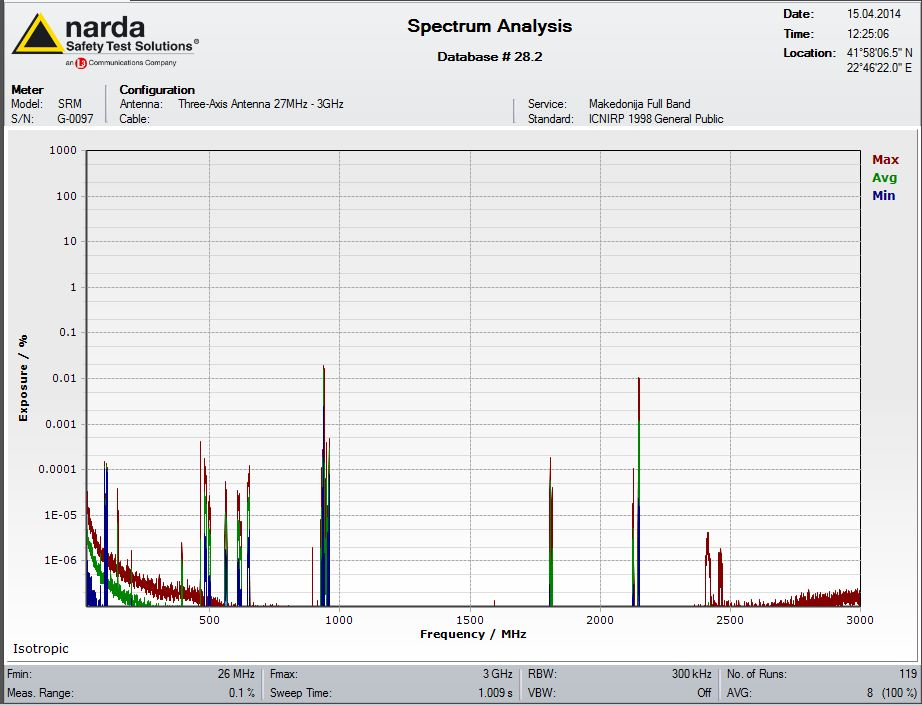 narda
Safety Test Solutions®
an L3 Communications Company
Spectrum Analysis
Database # 28.2
Date: 15.04.2014
Time: 12:25:06
Location: 41°58'06.5" N
22°46'22.0" E
Meter
Model: SRM
S/N: G-0097
Configuration
Antenna: Three-Axis Antenna 27MHz - 3GHz
Cable:
Service: Makedonija Full Band
Standard: ICNIRP 1998 General Public
1000
100
10
1
0.1
0.01
0.001
0.0001
1E-05
1E-06
Exposure / %
Max
Avg
Min
500 1000 1500 2000 2500 3000
Frequency / MHz
Isotropic
Fmin: 26 MHz Fmax: 3 GHz RBW: 300 kHz No. of Runs: 119
Meas. Range: 0.1 % Sweep Time: 1.009 s VBW: Off AVG: 8 (100 %)